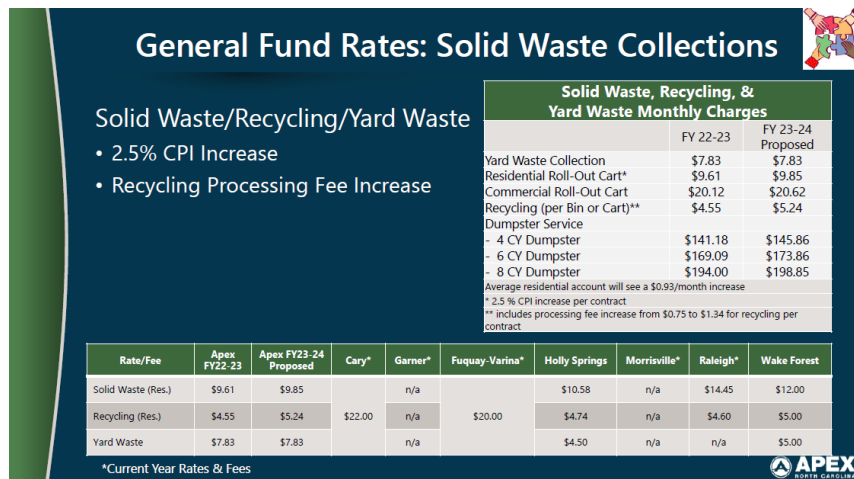 General Fund Rates: Solid Waste Collections
Solid Waste/Recycling/Yard Waste
• 2.5% CPI Increase
• Recycling Processing Fee Increase
Solid Waste, Recycling, &
Yard Waste Monthly Charges
FY 22-23 FY 23-24
Proposed
Yard Waste Collection $7.83 $7.83
Residential Roll-Out Cart* $9.61 $9.85
Commercial Roll-Out Cart $20.12 $20.62
Recycling (per Bin or Cart)** $4.55 $5.24
Dumpster Service
- 4 CY Dumpster $141.18 $145.86
- 6 CY Dumpster $169.09 $173.86
- 8 CY Dumpster $194.00 $198.85
Average residential account will see a $0.93/month increase
* 2.5 % CPI increase per contract
** includes processing fee increase from $0.75 to $1.34 for recycling per
contract
Rate/Fee Apex FY22-23 Apex FY23-24 Proposed Cary* Garner* Fuquay-Varina* Holly Springs Morrisville* Raleigh* Wake Forest
Solid Waste (Res.) $9.61 $9.85 n/a $10.58 n/a $14.45 $12.00
Recycling (Res.) $4.55 $5.24 $22.00 n/a $20.00 $4.74 n/a $4.60 $5.00
Yard Waste $7.83 $7.83 n/a $4.50 n/a n/a $5.00
*Current Year Rates & Fees
APEX
NORTH CAROLINA